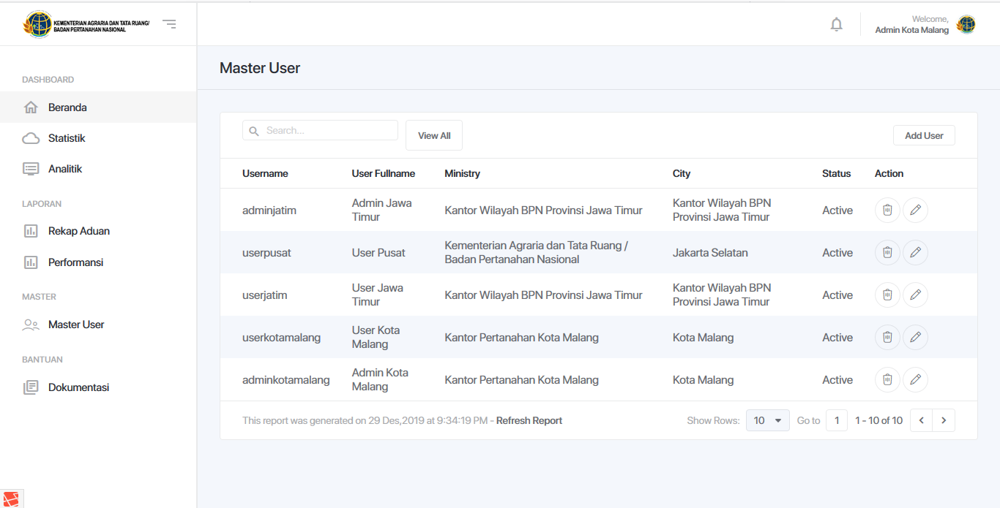 KEMENTERIAN AGRARIA DAN TATA RUANG/
BADAN PERTANAHAN NASIONAL
Welcome,
Admin Kota Malang
DASHBOARD
Beranda
Statistik
Analitik
LAPORAN
Rekap Aduan
Performansi
MASTER
Master User
BANTUAN
Dokumentasi
Master User
Search...
View All
Add User
Username User Fullname Ministry City Status Action
adminjatim Admin Jawa Timur Kantor Wilayah BPN Provinsi Jawa Timur Kantor Wilayah BPN Provinsi Jawa Timur Active
userpusat User Pusat Kementerian Agraria dan Tata Ruang / Badan Pertanahan Nasional Jakarta Selatan Active
userjatim User Jawa Timur Kantor Wilayah BPN Provinsi Jawa Timur Kantor Wilayah BPN Provinsi Jawa Timur Active
userkotamalang User Kota Malang Kantor Pertanahan Kota Malang Kota Malang Active
adminkotamalang Admin Kota Malang Kantor Pertanahan Kota Malang Kota Malang Active
This report was generated on 29 Des,2019 at 9:34:19 PM - Refresh Report
Show Rows: 10 Go to 1 1 - 10 of 10